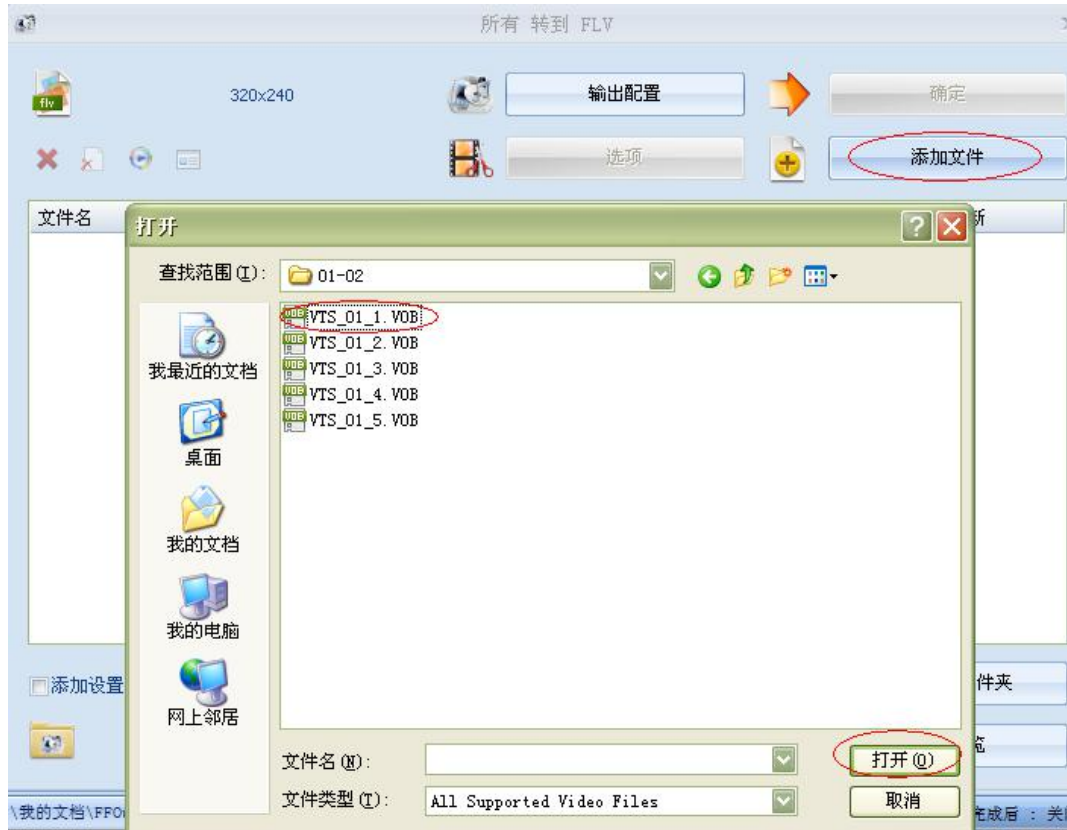 所有 转到 FLV
flv
320x240
输出配置
确定
选项
添加文件
文件名
打开
查找范围(I):
01-02
我最近的文档
桌面
我的文档
我的电脑
网上邻居
VTS_01_1.VOB
VTS_01_2.VOB
VTS_01_3.VOB
VTS_01_4.VOB
VTS_01_5.VOB
添加设置
件夹
文件名(N):
打开(O)
文件类型(T):
All Supported Video Files
取消
\我的文档\FFO
完成后 : 关